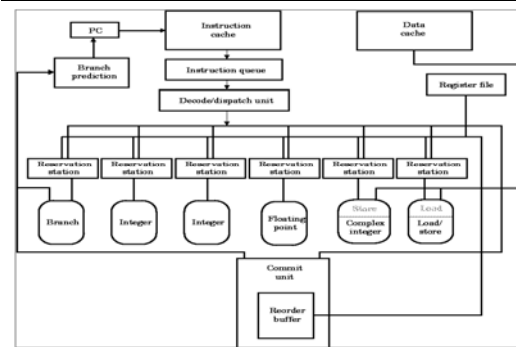 PC
Instruction
cache
Data
cache
Branch
prediction
Instruction queue
Register file
Decode/dispatch unit
Reservation
station
Reservation
station
Reservation
station
Reservation
station
Reservation
station
Reservation
station
Branch
Integer
Integer
Floating
point
Store
Complex
integer
Load
Load/
store
Commit
unit
Reorder
buffer